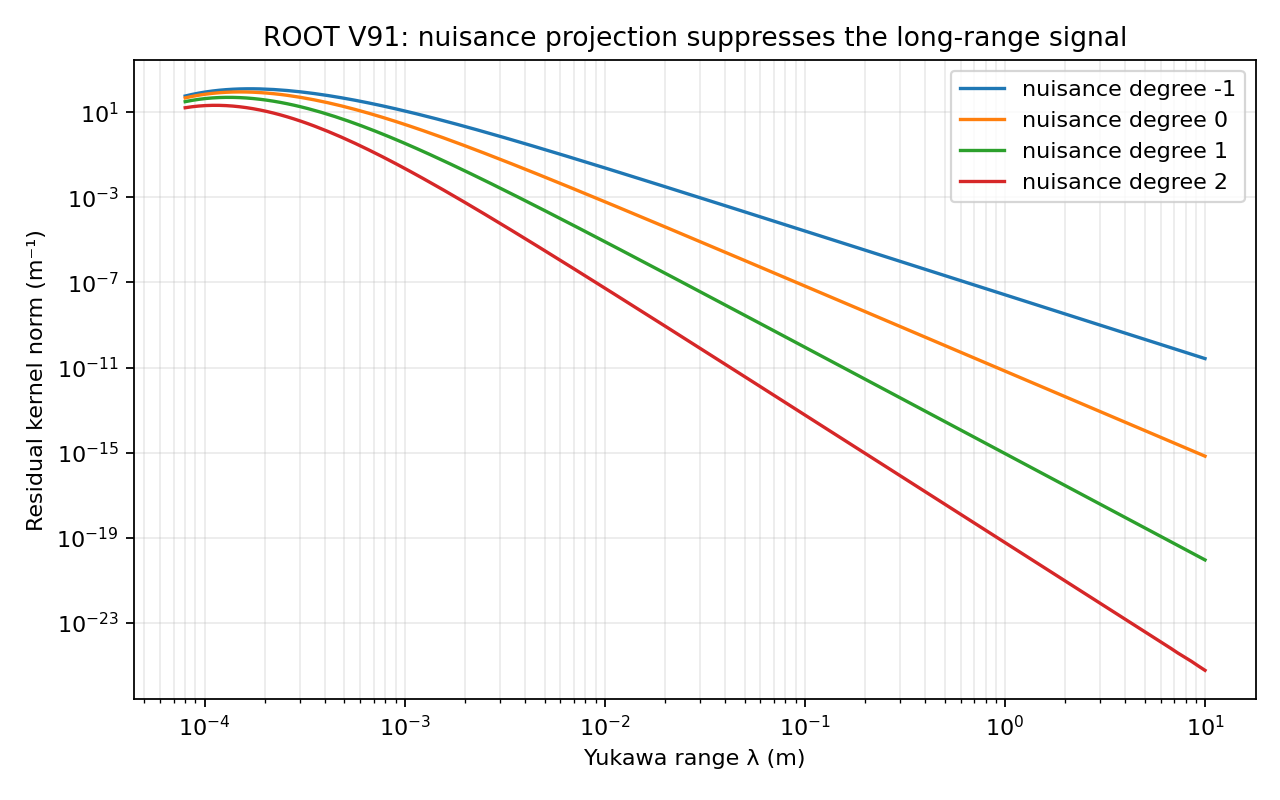 ROOT V91: nuisance projection suppresses the long-range signal
nuisance degree -1
nuisance degree 0
nuisance degree 1
nuisance degree 2
Residual kernel norm (m⁻¹)
10¹
10⁻³
10⁻⁷
10⁻¹¹
10⁻¹⁵
10⁻¹⁹
10⁻²³
10⁻⁴ 10⁻³ 10⁻² 10⁻¹ 10⁰ 10¹
Yukawa range λ (m)